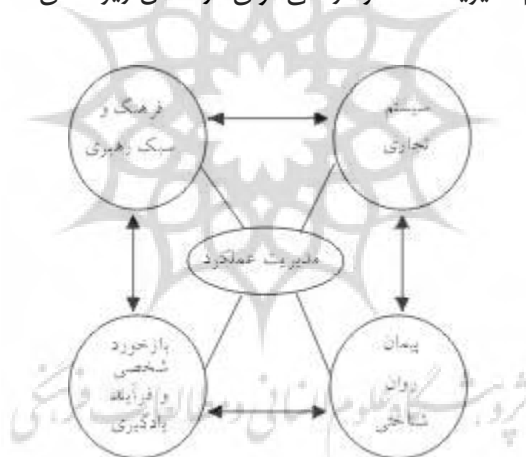 سیستم
تجاری
فرهنگ و
سبک رهبری
مدیریت عملکرد
پیمان
روان
شناختی
بازخورد
شخصی
و فرآیند
یادگیری